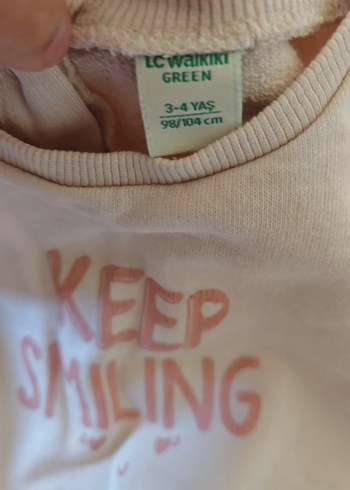 LC WAIKIKI
GREEN
3-4 YAŞ
98/104 cm
KEEP
SMILING